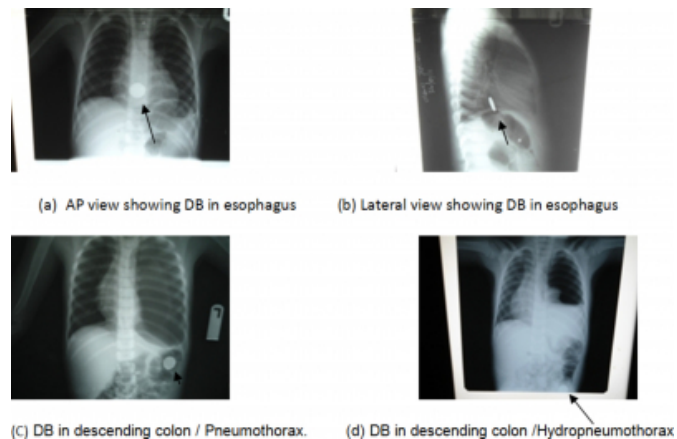 (a) AP view showing DB in esophagus
(b) Lateral view showing DB in esophagus
(C) DB in descending colon / Pneumothorax.
(d) DB in descending colon /Hydropneumothorax